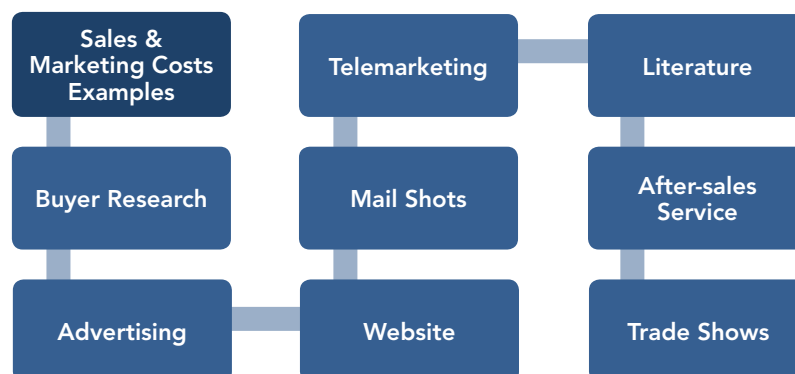 Sales &
Marketing Costs
Examples
Buyer Research
Advertising
Website
Mail Shots
Telemarketing
Literature
After-sales
Service
Trade Shows